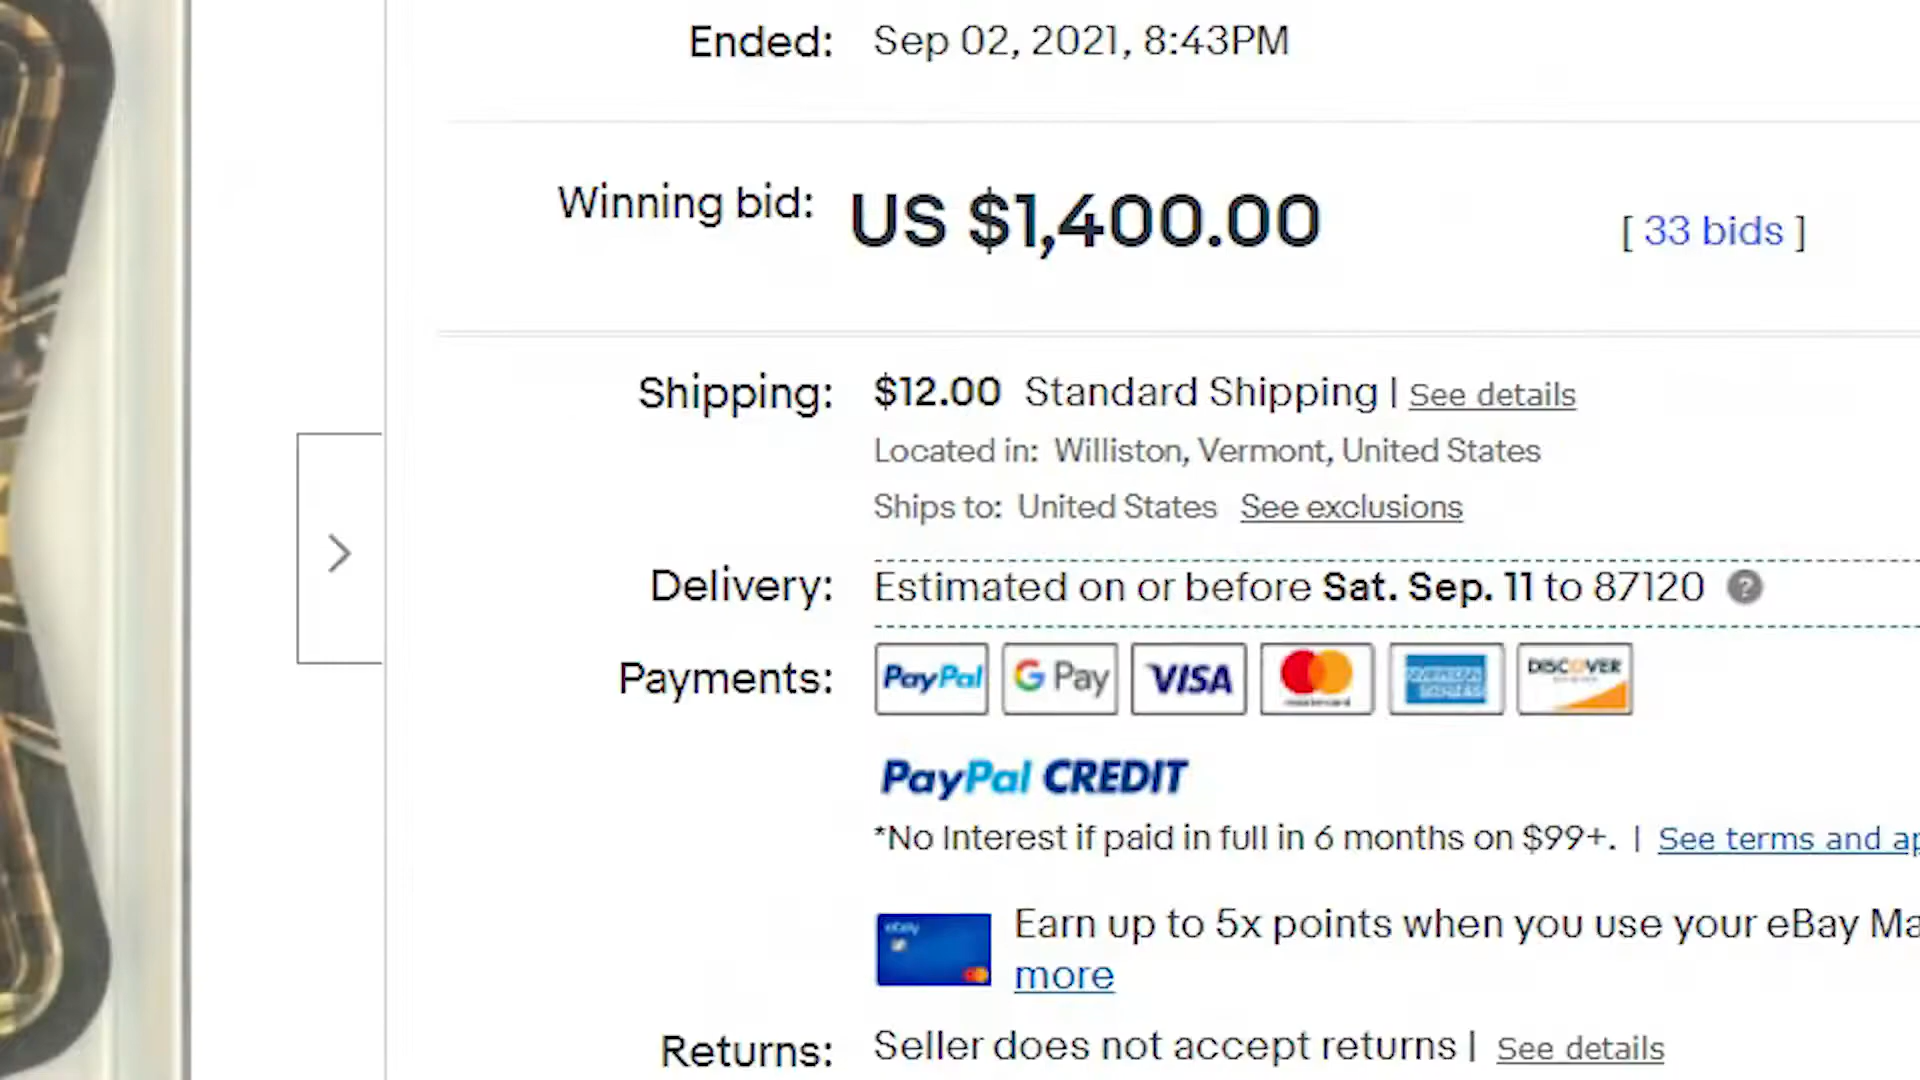 Ended: Sep 02, 2021, 8:43PM
Winning bid: US $1,400.00 [ 33 bids ]
Shipping: $12.00 Standard Shipping | See details
Located in: Williston, Vermont, United States
Ships to: United States See exclusions
Delivery: Estimated on or before Sat. Sep. 11 to 87120 ?
Payments: PayPal G Pay VISA mastercard AMERICAN EXPRESS DISCOVER
PayPal CREDIT
*No Interest if paid in full in 6 months on $99+. | See terms and ap
ebay
Earn up to 5x points when you use your eBay Ma
more
Returns: Seller does not accept returns | See details